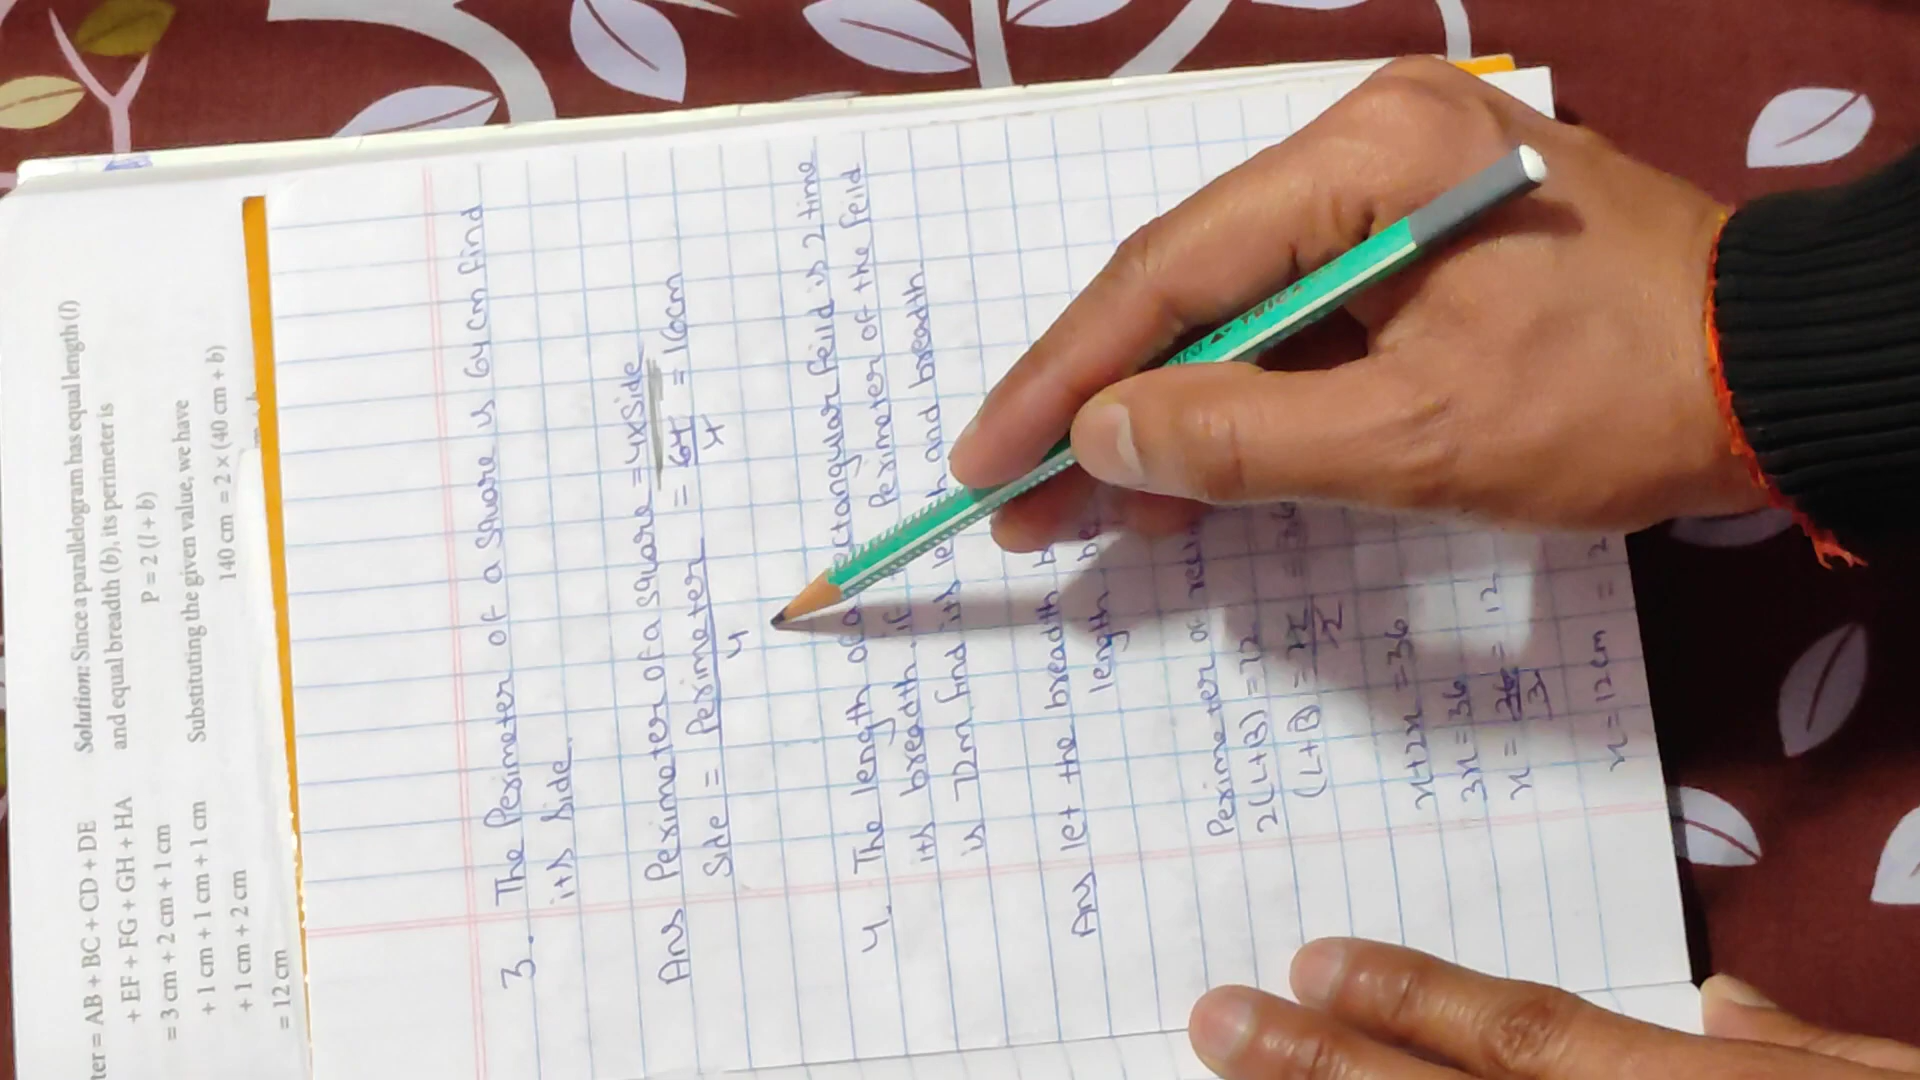 ter = AB + BC + CD + DE
+ EF + FG + GH + HA
= 3 cm + 2 cm + 1 cm
+ 1 cm + 1 cm + 1 cm
+ 1 cm + 2 cm
= 12 cm
Solution: Since a parallelogram has equal length (l)
and equal breadth (b), its perimeter is
P = 2 (l + b)
Substituting the given value, we have
140 cm = 2 × (40 cm + b)
3. The Perimeter of a square is 64 cm find
its side.
Ans Perimeter of a square = 4×Side
Side = Perimeter/4 = 64/4 = 16cm
4. The length of a rectangular feild is 2 time
its breadth. if Perimeter of the feild
is 72m find its length and breadth
Ans let the breadth
length be
Perimeter of
2(L+B) = 72
(L+B) = 72/2 = 36
x+2x = 36
3x = 36
x = 36/3 = 12
x = 12cm = 2